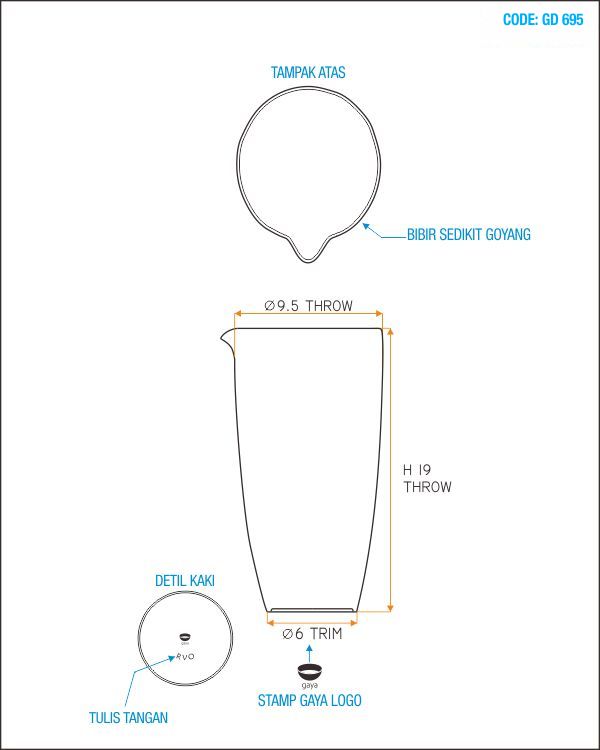 CODE: GD 695
TAMPAK ATAS
BIBIR SEDIKIT GOYANG
Ø9.5 THROW
H 19
THROW
DETIL KAKI
gaya
RVO
Ø6 TRIM
gaya
STAMP GAYA LOGO
TULIS TANGAN